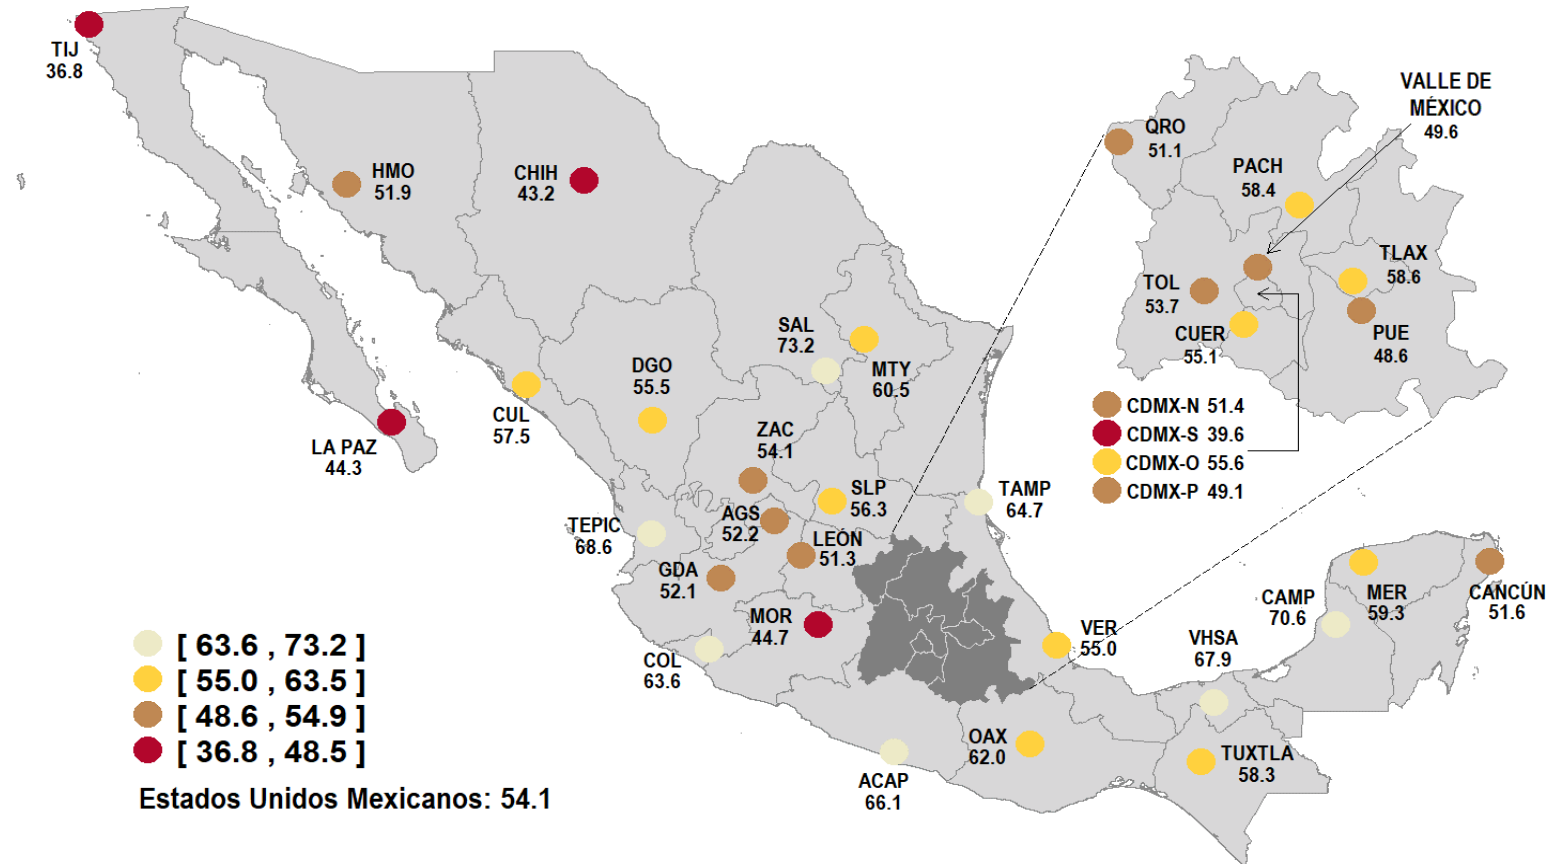 TIJ
36.8
HMO
51.9
CHIH
43.2
LA PAZ
44.3
CUL
57.5
DGO
55.5
SAL
73.2
MTY
60.5
ZAC
54.1
SLP
56.3
TAMP
64.7
AGS
52.2
TEPIC
68.6
LEÓN
51.3
GDA
52.1
MOR
44.7
COL
63.6
ACAP
66.1
OAX
62.0
VER
55.0
VHSA
67.9
TUXTLA
58.3
CAMP
70.6
MER
59.3
CANCÚN
51.6
VALLE DE
MÉXICO
49.6
QRO
51.1
PACH
58.4
TLAX
58.6
TOL
53.7
CUER
55.1
PUE
48.6
CDMX-N 51.4
CDMX-S 39.6
CDMX-O 55.6
CDMX-P 49.1
[ 63.6 , 73.2 ]
[ 55.0 , 63.5 ]
[ 48.6 , 54.9 ]
[ 36.8 , 48.5 ]
Estados Unidos Mexicanos: 54.1